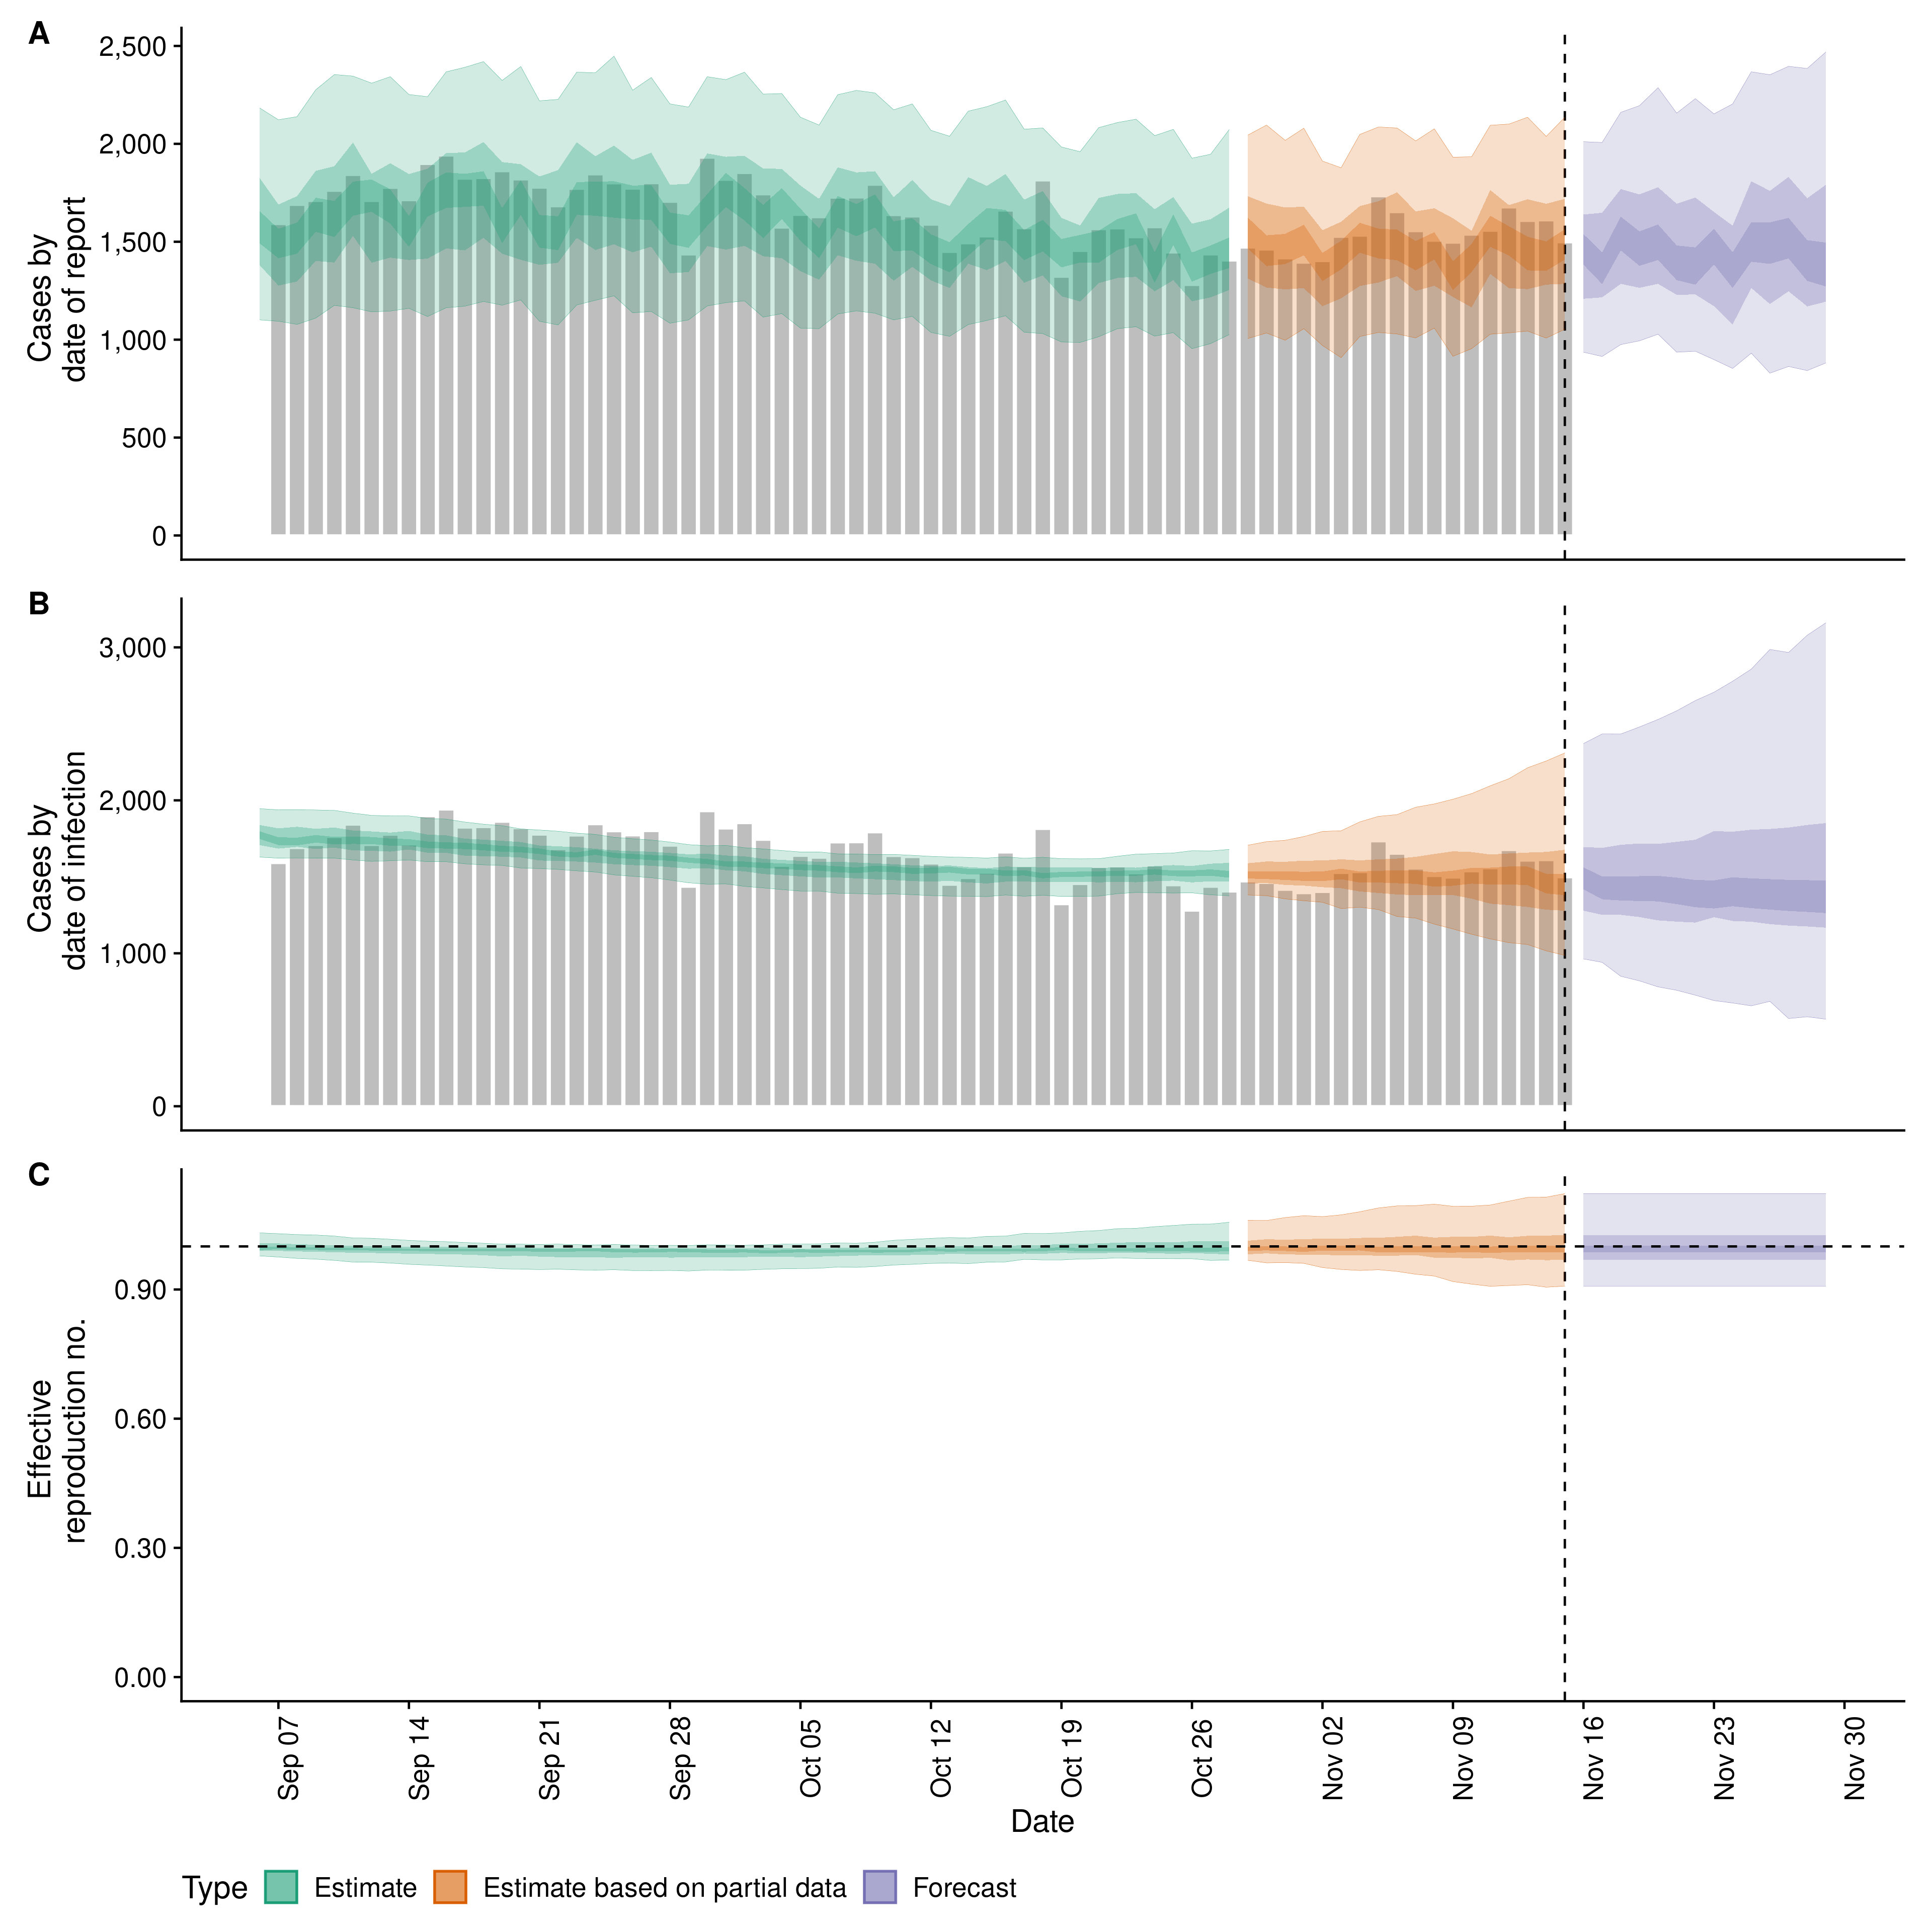 A
2,500
2,000
1,500
1,000
500
0
Cases by
date of report
B
3,000
2,000
1,000
0
Cases by
date of infection
C
0.90
0.60
0.30
0.00
Effective
reproduction no.
Sep 07
Sep 14
Sep 21
Sep 28
Oct 05
Oct 12
Oct 19
Oct 26
Nov 02
Nov 09
Nov 16
Nov 23
Nov 30
Date
Type
Estimate
Estimate based on partial data
Forecast